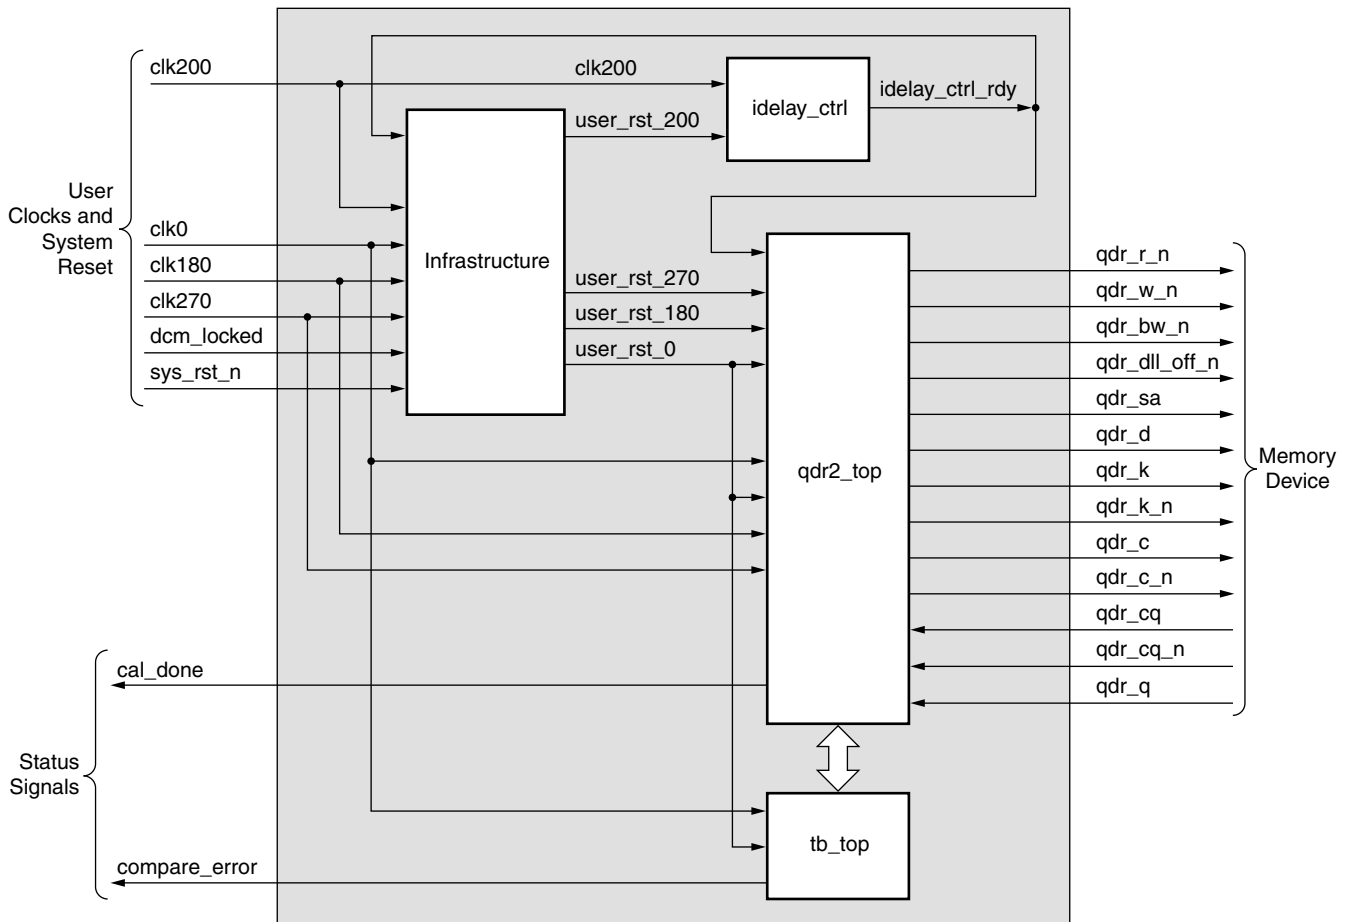 clk200
clk200
idelay_ctrl_rdy
idelay_ctrl
user_rst_200
User
Clocks and
System
Reset
clk0
clk180
clk270
dcm_locked
sys_rst_n
Infrastructure
user_rst_270
user_rst_180
user_rst_0
qdr2_top
qdr_r_n
qdr_w_n
qdr_bw_n
qdr_dll_off_n
qdr_sa
qdr_d
qdr_k
qdr_k_n
qdr_c
qdr_c_n
qdr_cq
qdr_cq_n
qdr_q
Memory
Device
cal_done
Status
Signals
tb_top
compare_error